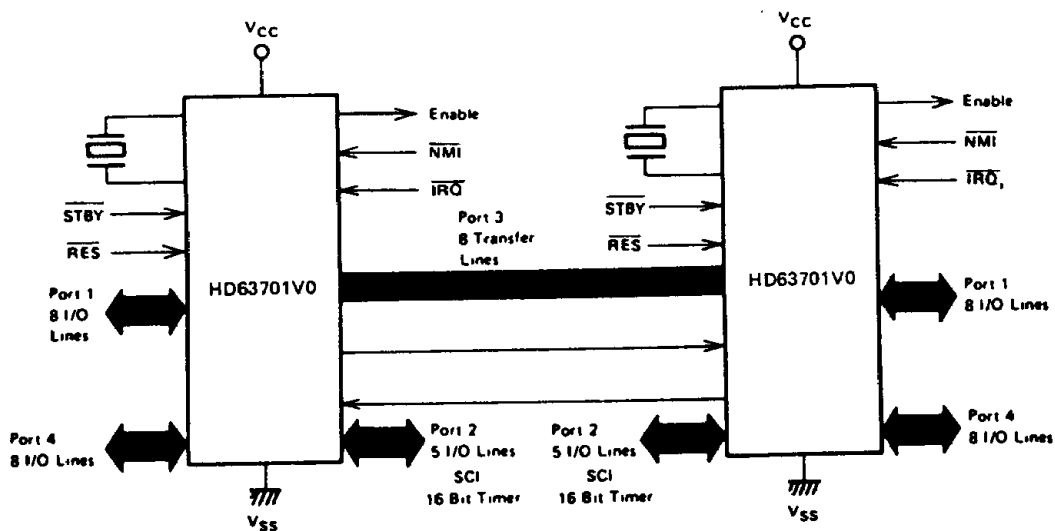 VCC
Enable
NMI
IRQ
STBY
RES
HD63701V0
Port 1
8 I/O
Lines
Port 4
8 I/O Lines
VSS
Port 2
5 I/O Lines
SCI
16 Bit Timer
Port 3
8 Transfer
Lines
VCC
Enable
NMI
IRQ1
STBY
RES
HD63701V0
Port 1
8 I/O Lines
Port 4
8 I/O Lines
Port 2
5 I/O Lines
SCI
16 Bit Timer
VSS